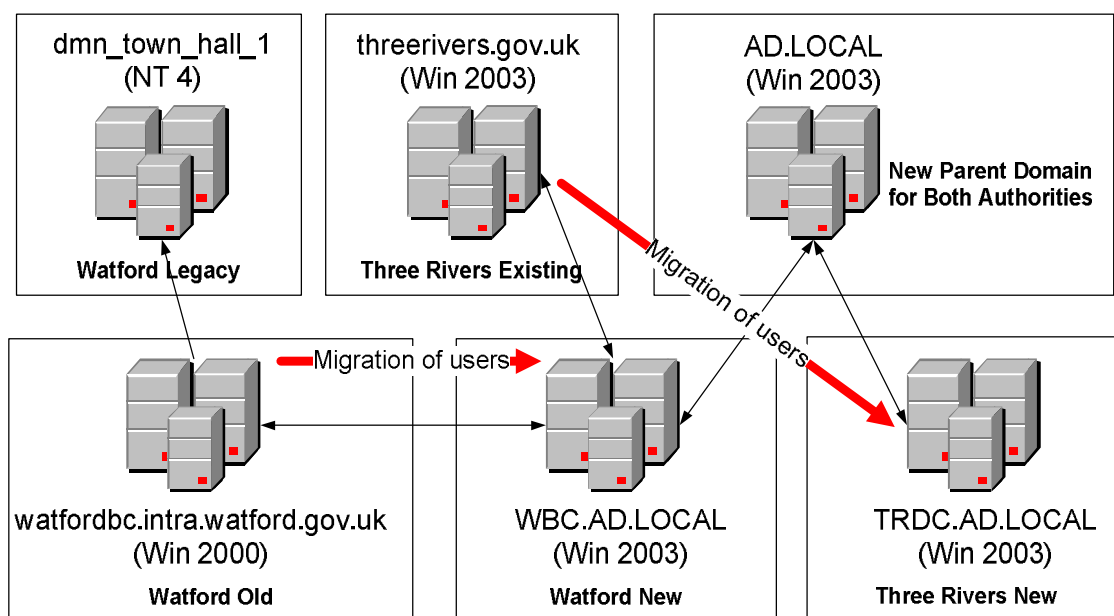 dmn_town_hall_1
(NT 4)
Watford Legacy
threerivers.gov.uk
(Win 2003)
Three Rivers Existing
AD.LOCAL
(Win 2003)
New Parent Domain
for Both Authorities
Migration of users
Migration of users
watfordbc.intra.watford.gov.uk
(Win 2000)
Watford Old
WBC.AD.LOCAL
(Win 2003)
Watford New
TRDC.AD.LOCAL
(Win 2003)
Three Rivers New